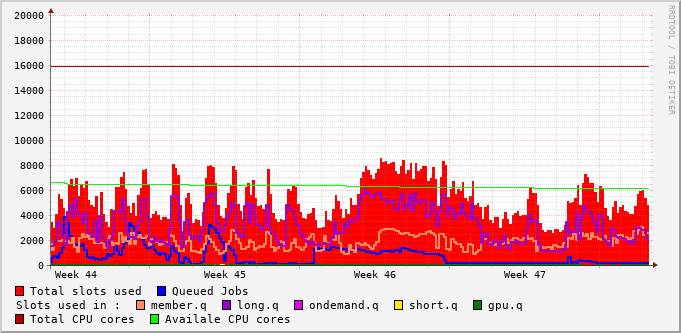 20000
18000
16000
14000
12000
10000
8000
6000
4000
2000
0
Week 44 Week 45 Week 46 Week 47
RRDTOOL / TOBI OETIKER
Total slots used Queued Jobs
Slots used in : member.q long.q ondemand.q short.q gpu.q
Total CPU cores Availale CPU cores